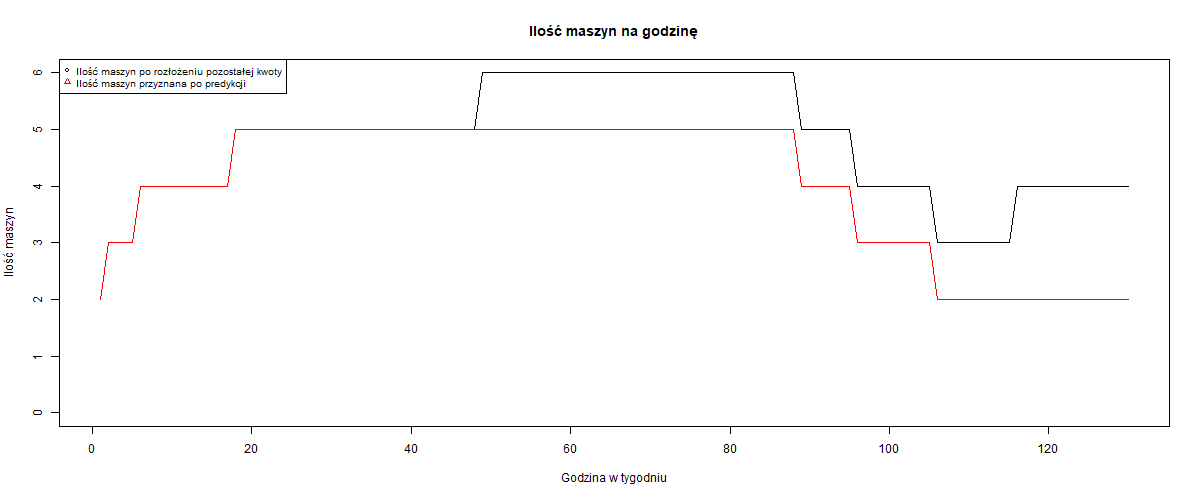 Ilość maszyn na godzinę
Ilość maszyn po rozłożeniu pozostałej kwoty
Ilość maszyn przyznana po predykcji
6
5
4
3
2
1
0
Ilość maszyn
0 20 40 60 80 100 120
Godzina w tygodniu